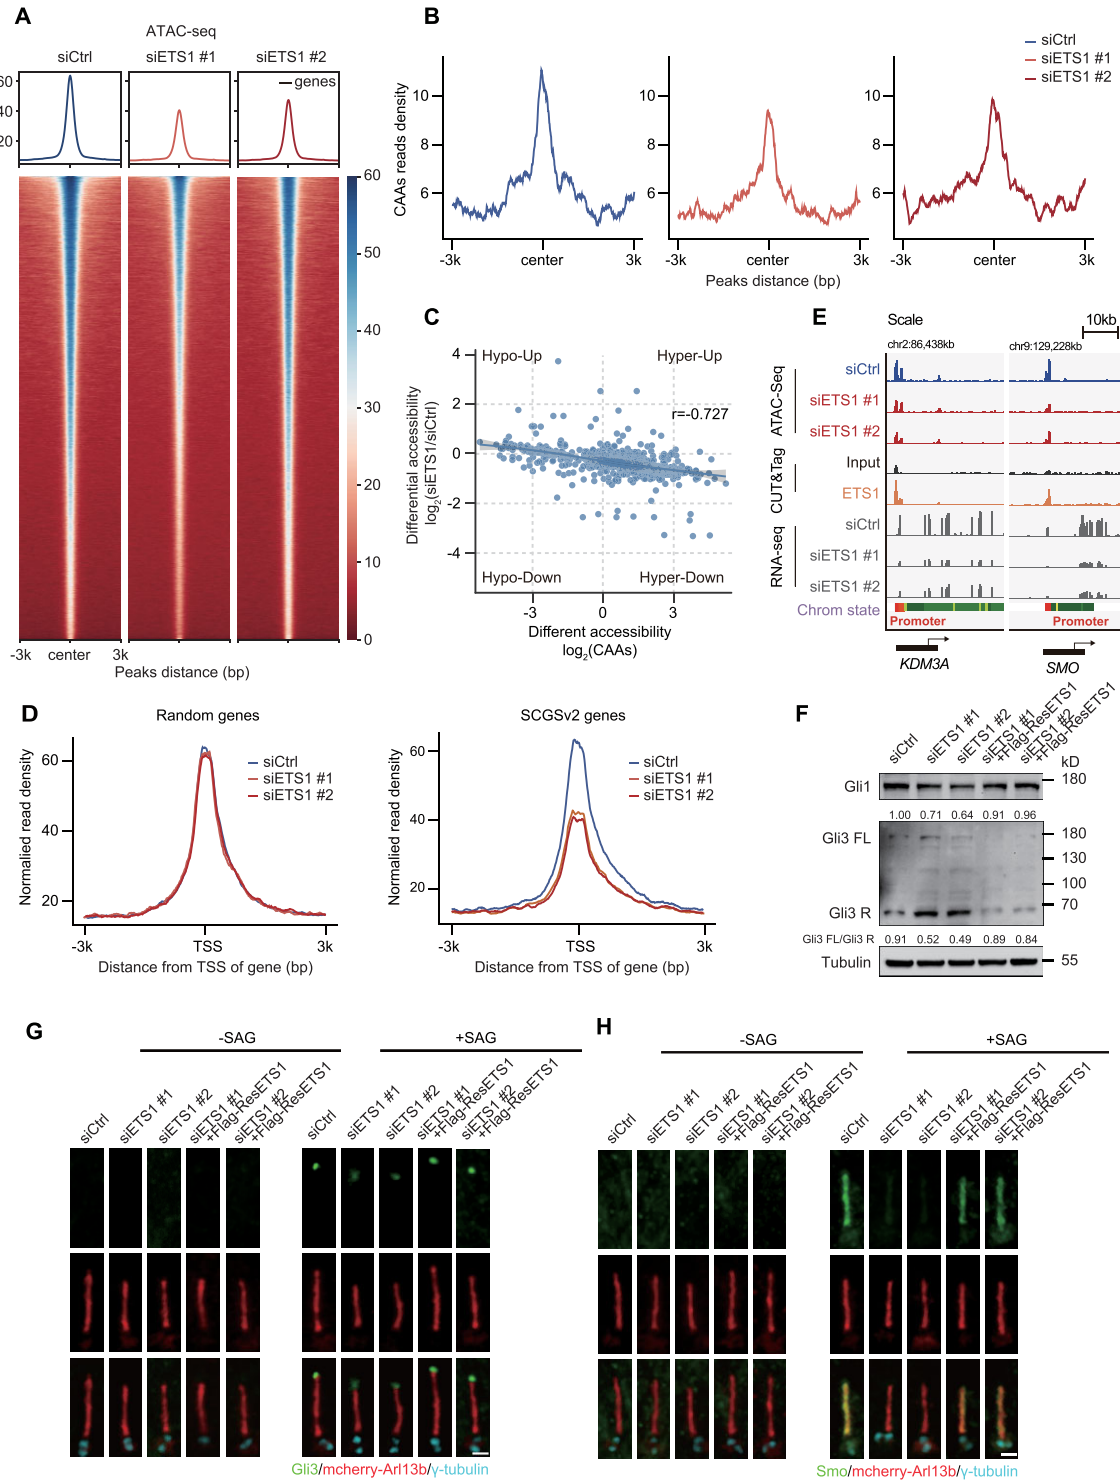 A
ATAC-seq
siCtrl
siETS1 #1
siETS1 #2
genes
60
40
20
60
50
40
30
20
10
0
-3k
center
3k
Peaks distance (bp)
B
siCtrl
siETS1 #1
siETS1 #2
CAAs reads density
10
8
6
10
8
6
10
8
6
-3k
center
3k
-3k
center
3k
-3k
center
3k
Peaks distance (bp)
C
Hypo-Up
Hyper-Up
r=-0.727
Hypo-Down
Hyper-Down
4
2
0
-2
-4
Differential accessibility
log2(siETS1/siCtrl)
-3
0
3
Different accessibility
log2(CAAs)
E
Scale
10kb
chr2:86,438kb
chr9:129,228kb
ATAC-Seq
siCtrl
siETS1 #1
siETS1 #2
CUT&Tag
Input
ETS1
RNA-seq
siCtrl
siETS1 #1
siETS1 #2
Chrom state
Promoter
Promoter
KDM3A
SMO
D
Random genes
Normalied read density
60
40
20
siCtrl
siETS1 #1
siETS1 #2
-3k
TSS
3k
Distance from TSS of gene (bp)
SCGSv2 genes
Normalied read density
60
40
20
siCtrl
siETS1 #1
siETS1 #2
-3k
TSS
3k
Distance from TSS of gene (bp)
F
siCtrl
siETS1 #1
siETS1 #2
siETS1 #1
+Flag-ResETS1
siETS1 #2
+Flag-ResETS1
kD
Gli1
180
1.00 0.71 0.64 0.91 0.96
Gli3 FL
180
130
100
70
Gli3 R
Gli3 FL/Gli3 R 0.91 0.52 0.49 0.89 0.84
Tubulin
55
G
-SAG
+SAG
siCtrl
siETS1 #1
siETS1 #2
siETS1 #1
+Flag-ResETS1
siETS1 #2
+Flag-ResETS1
siCtrl
siETS1 #1
siETS1 #2
siETS1 #1
+Flag-ResETS1
siETS1 #2
+Flag-ResETS1
Gli3/mcherry-Arl13b/γ-tubulin
H
-SAG
+SAG
siCtrl
siETS1 #1
siETS1 #2
siETS1 #1
+Flag-ResETS1
siETS1 #2
+Flag-ResETS1
siCtrl
siETS1 #1
siETS1 #2
siETS1 #1
+Flag-ResETS1
siETS1 #2
+Flag-ResETS1
Smo/mcherry-Arl13b/γ-tubulin